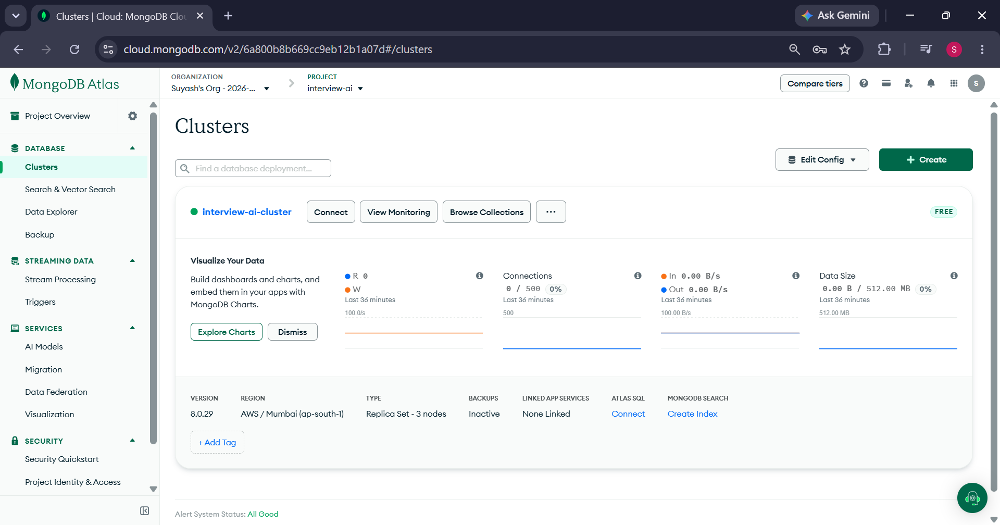 Clusters | Cloud: MongoDB Clou
Ask Gemini
cloud.mongodb.com/v2/6a800b8b669cc9eb12b1a07d#/clusters
S
MongoDB Atlas
ORGANIZATION
Suyash's Org - 2026-...
PROJECT
interview-ai
Compare tiers
S
Project Overview
DATABASE
Clusters
Search & Vector Search
Data Explorer
Backup
STREAMING DATA
Stream Processing
Triggers
SERVICES
AI Models
Migration
Data Federation
Visualization
SECURITY
Security Quickstart
Project Identity & Access
Clusters
Find a database deployment...
Edit Config
+ Create
interview-ai-cluster
Connect
View Monitoring
Browse Collections
...
FREE
Visualize Your Data
Build dashboards and charts, and
embed them in your apps with
MongoDB Charts.
Explore Charts
Dismiss
R 0
W
Last 36 minutes
100.0/s
Connections
0 / 500 0%
Last 36 minutes
500
In 0.00 B/s
Out 0.00 B/s
Last 36 minutes
100.00 B/s
Data Size
0.00 B / 512.00 MB 0%
Last 36 minutes
512.00 MB
VERSION
8.0.29
REGION
AWS / Mumbai (ap-south-1)
TYPE
Replica Set - 3 nodes
BACKUPS
Inactive
LINKED APP SERVICES
None Linked
ATLAS SQL
Connect
MONGODB SEARCH
Create Index
+ Add Tag
Alert System Status: All Good